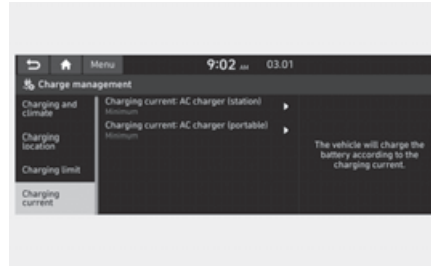 Menu
9:02 AM 03.01
Charge management
Charging and
climate
Charging
location
Charging limit
Charging
current
Charging current: AC charger (station)
Minimum
Charging current: AC charger (portable)
Minimum
The vehicle will charge the
battery according to the
charging current.